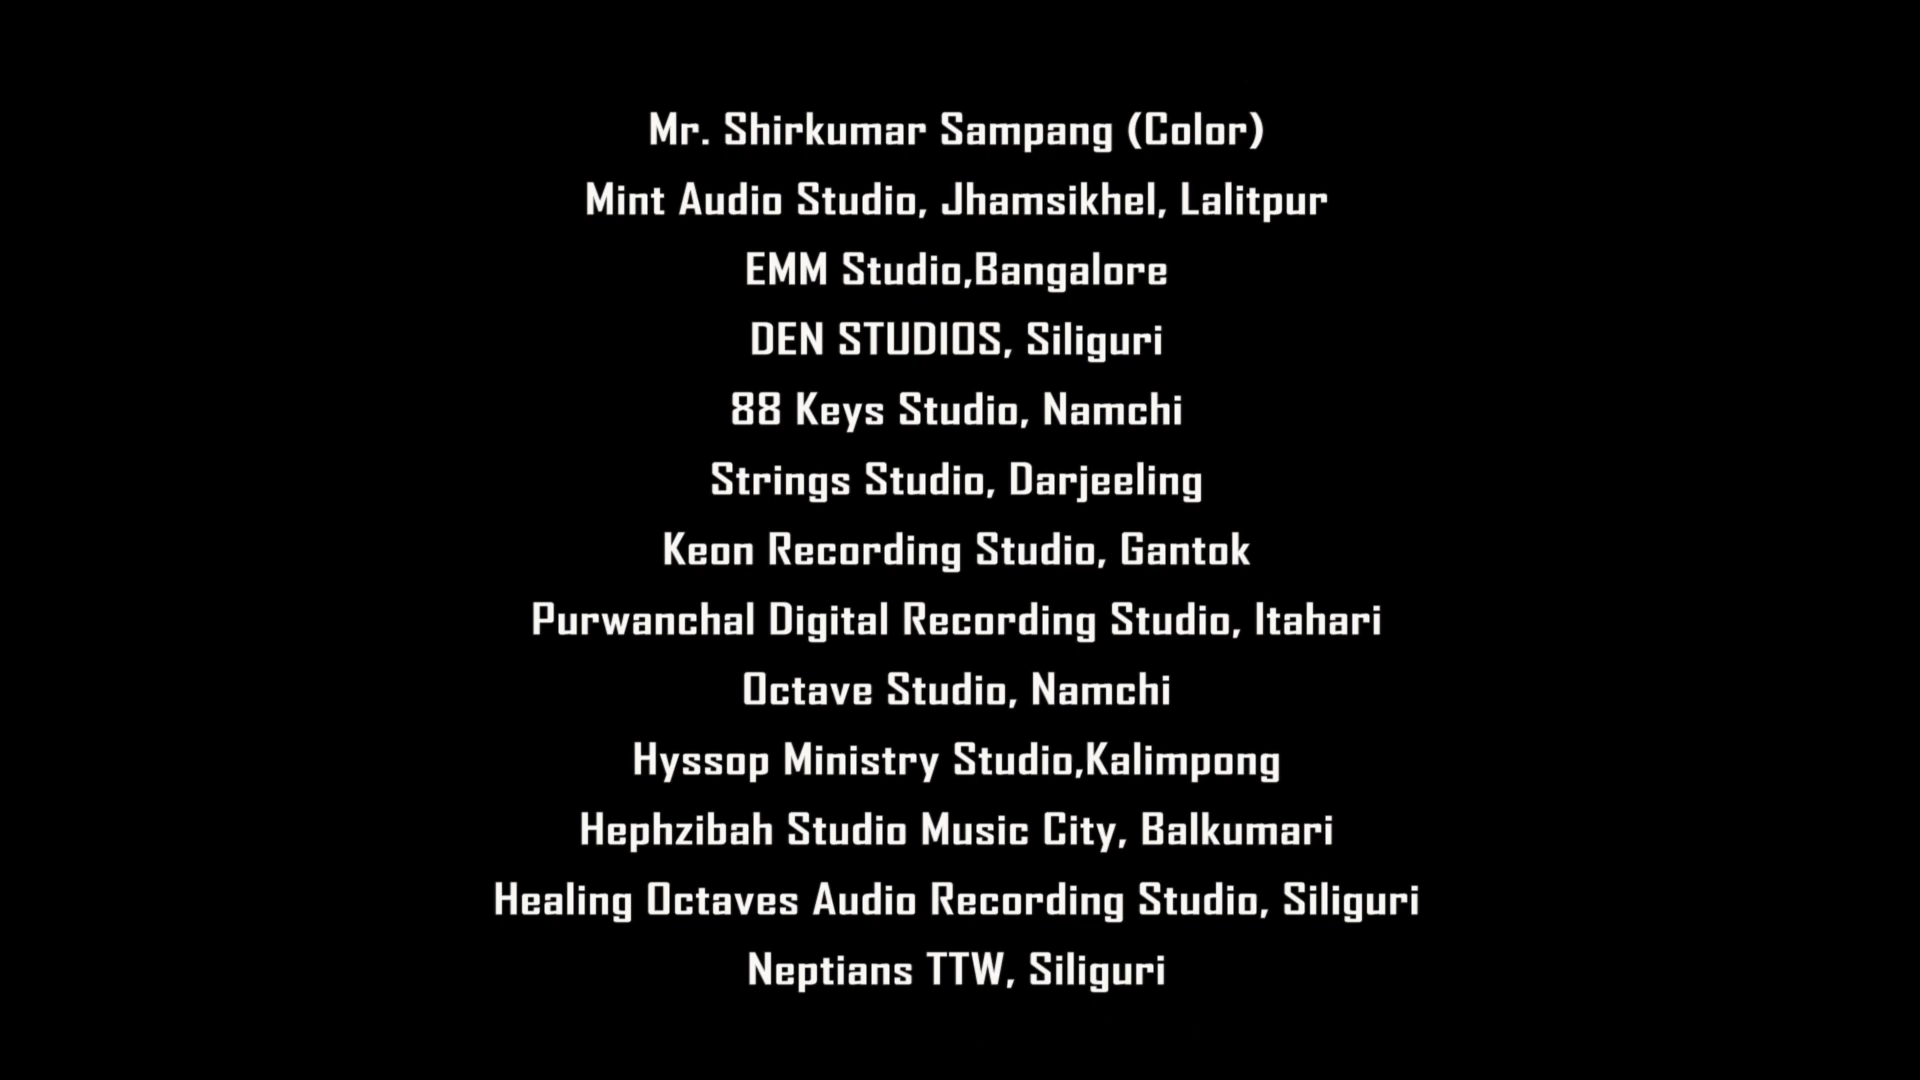 Mr. Shirkumar Sampang (Color)
Mint Audio Studio, Jhamsikhel, Lalitpur
EMM Studio,Bangalore
DEN STUDIOS, Siliguri
88 Keys Studio, Namchi
Strings Studio, Darjeeling
Keon Recording Studio, Gantok
Purwanchal Digital Recording Studio, Itahari
Octave Studio, Namchi
Hyssop Ministry Studio,Kalimpong
Hephzibah Studio Music City, Balkumari
Healing Octaves Audio Recording Studio, Siliguri
Neptians TTW, Siliguri